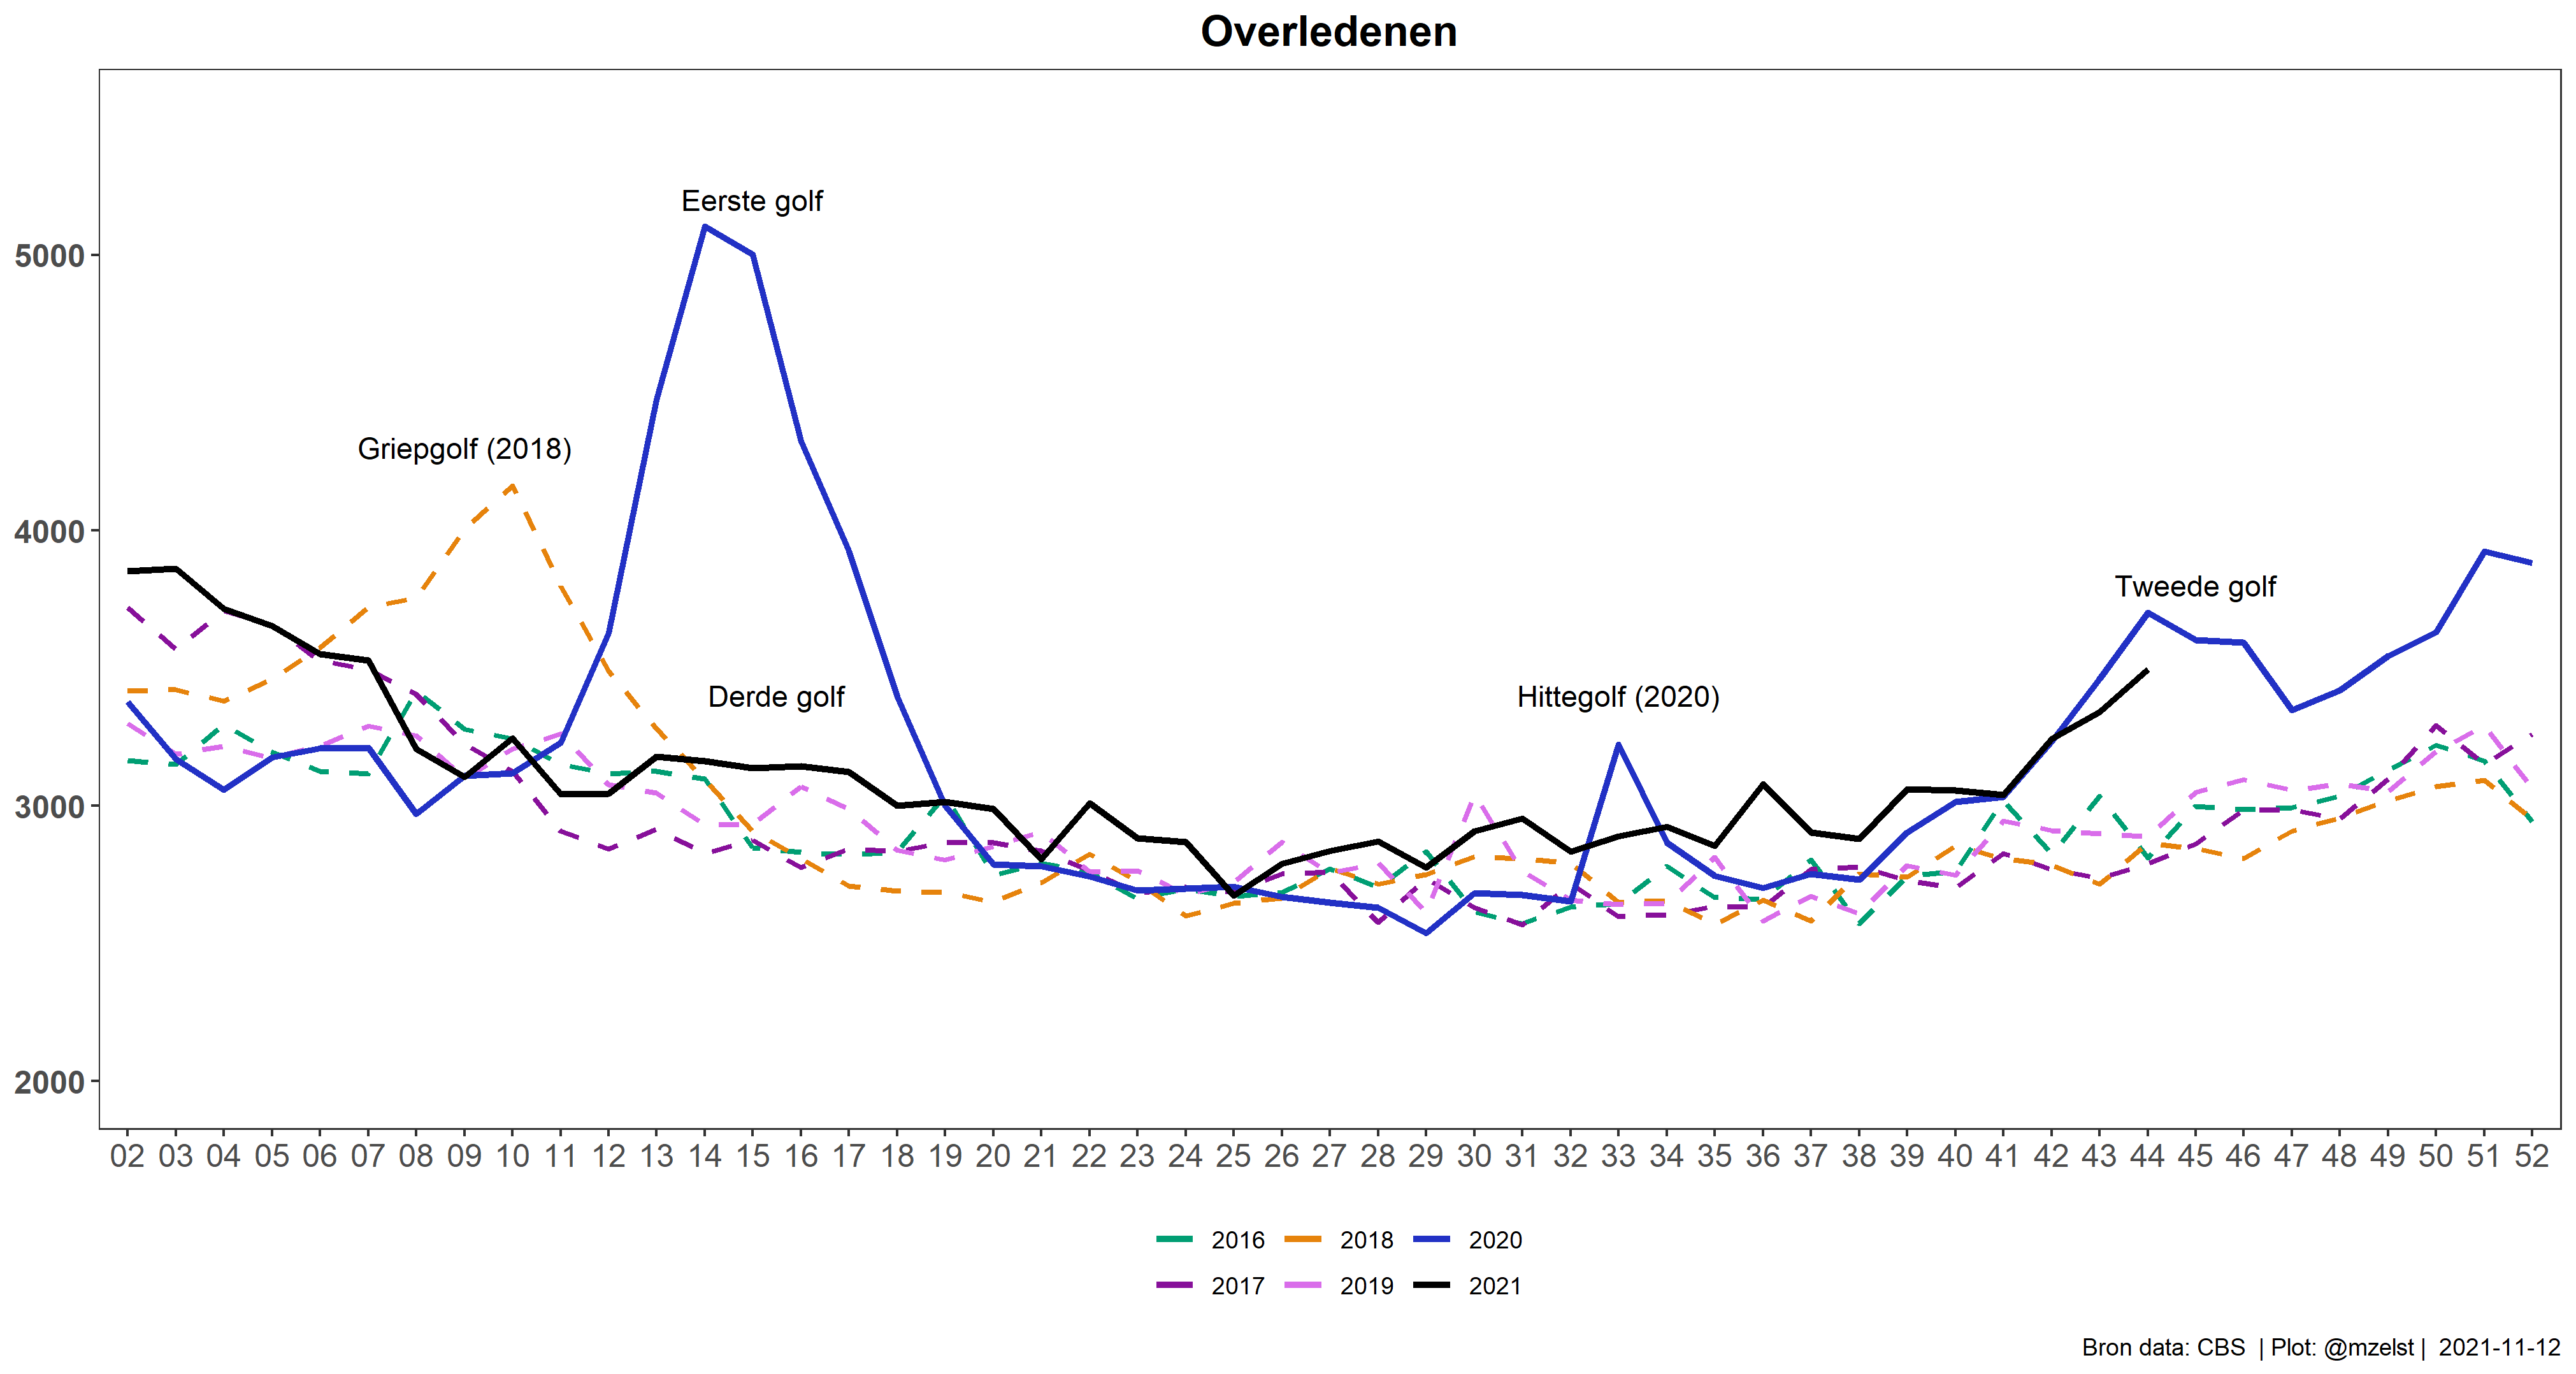 Overledenen
Eerste golf
5000
Griepgolf (2018)
4000
Tweede golf
Derde golf
Hittegolf (2020)
3000
2000
02 03 04 05 06 07 08 09 10 11 12 13 14 15 16 17 18 19 20 21 22 23 24 25 26 27 28 29 30 31 32 33 34 35 36 37 38 39 40 41 42 43 44 45 46 47 48 49 50 51 52
2016 2018 2020
2017 2019 2021
Bron data: CBS | Plot: @mzelst | 2021-11-12